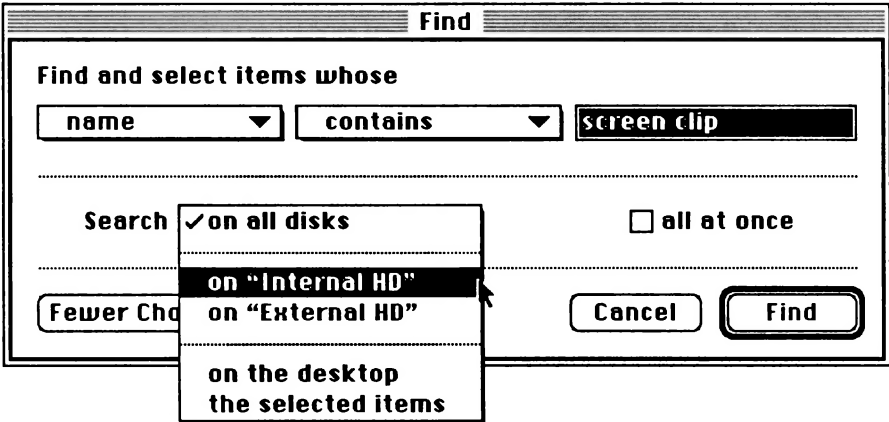 Find
Find and select items whose
name contains screen clip
Search ✓on all disks all at once
on “Internal HD”
Fewer Cho on “External HD” Cancel Find
on the desktop
the selected items